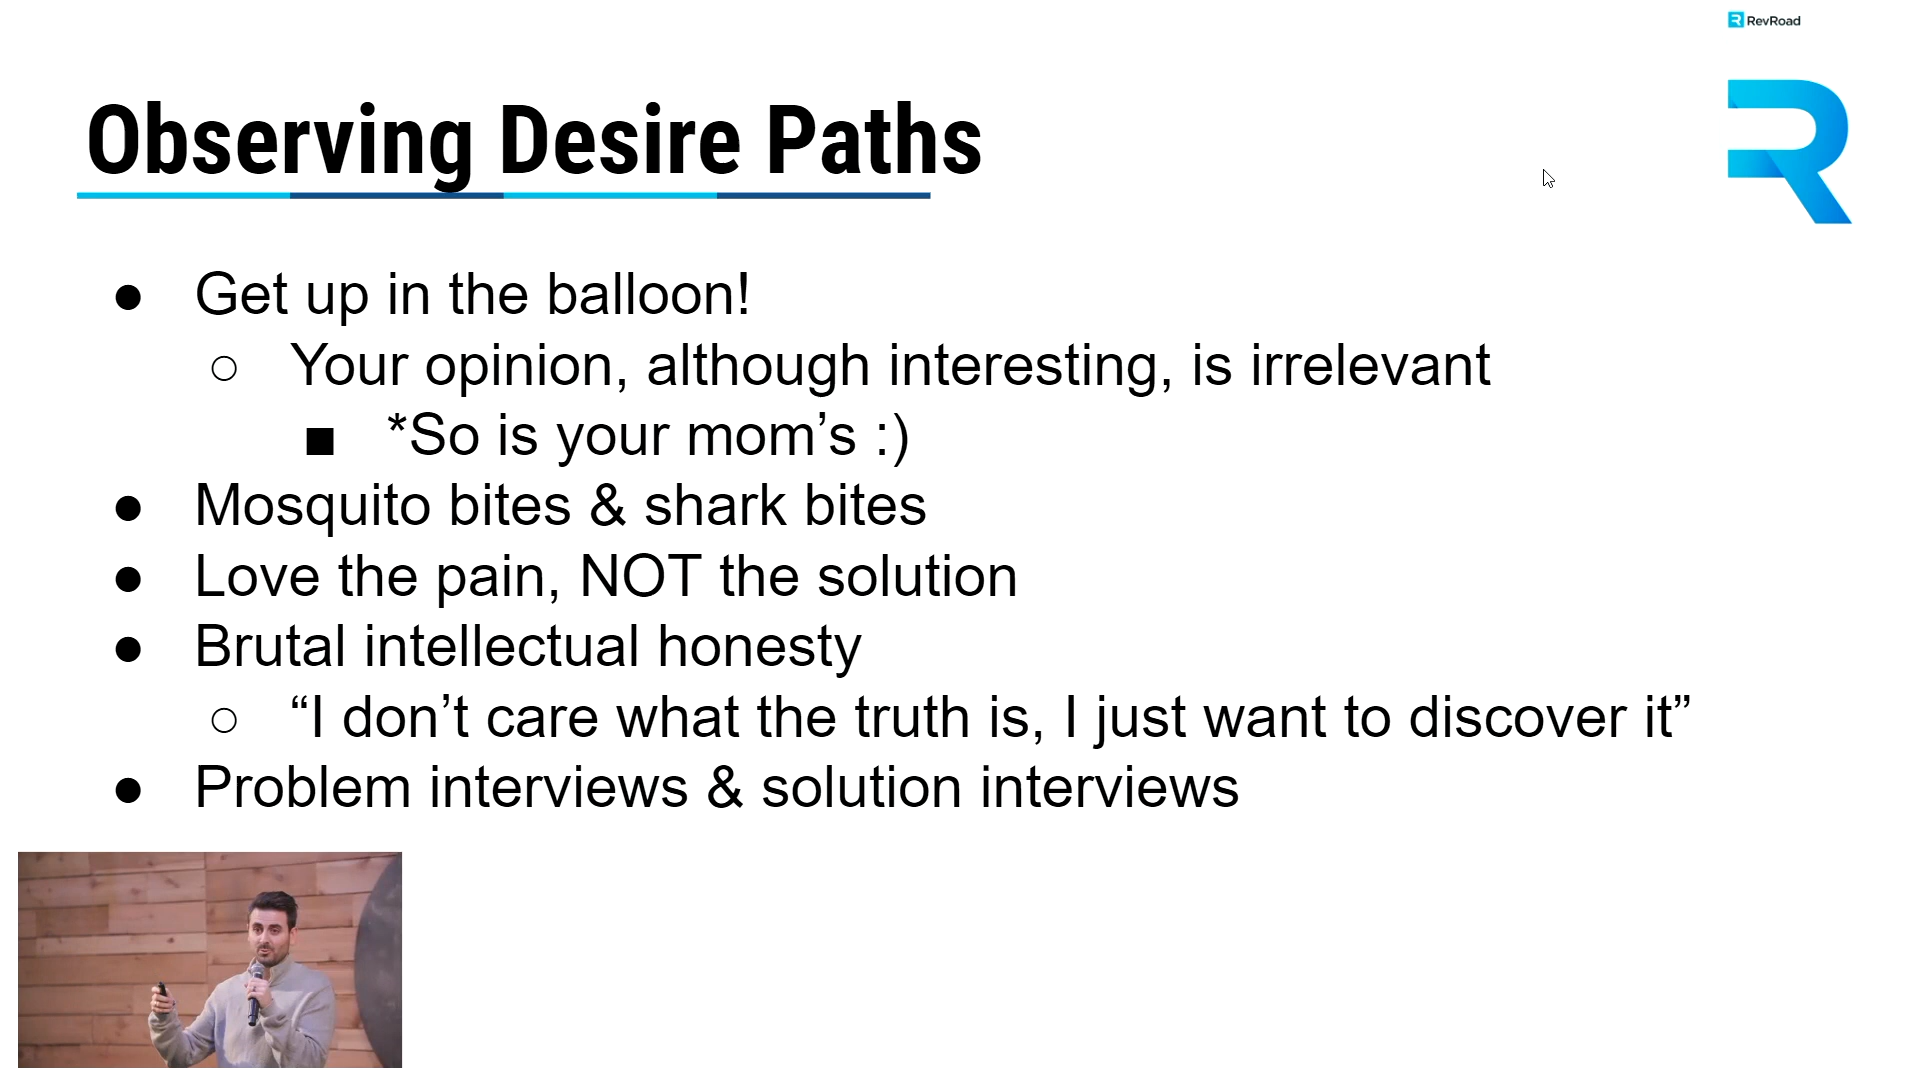 RevRoad
Observing Desire Paths
● Get up in the balloon!
○ Your opinion, although interesting, is irrelevant
■ *So is your mom’s :)
● Mosquito bites & shark bites
● Love the pain, NOT the solution
● Brutal intellectual honesty
○ “I don’t care what the truth is, I just want to discover it”
● Problem interviews & solution interviews